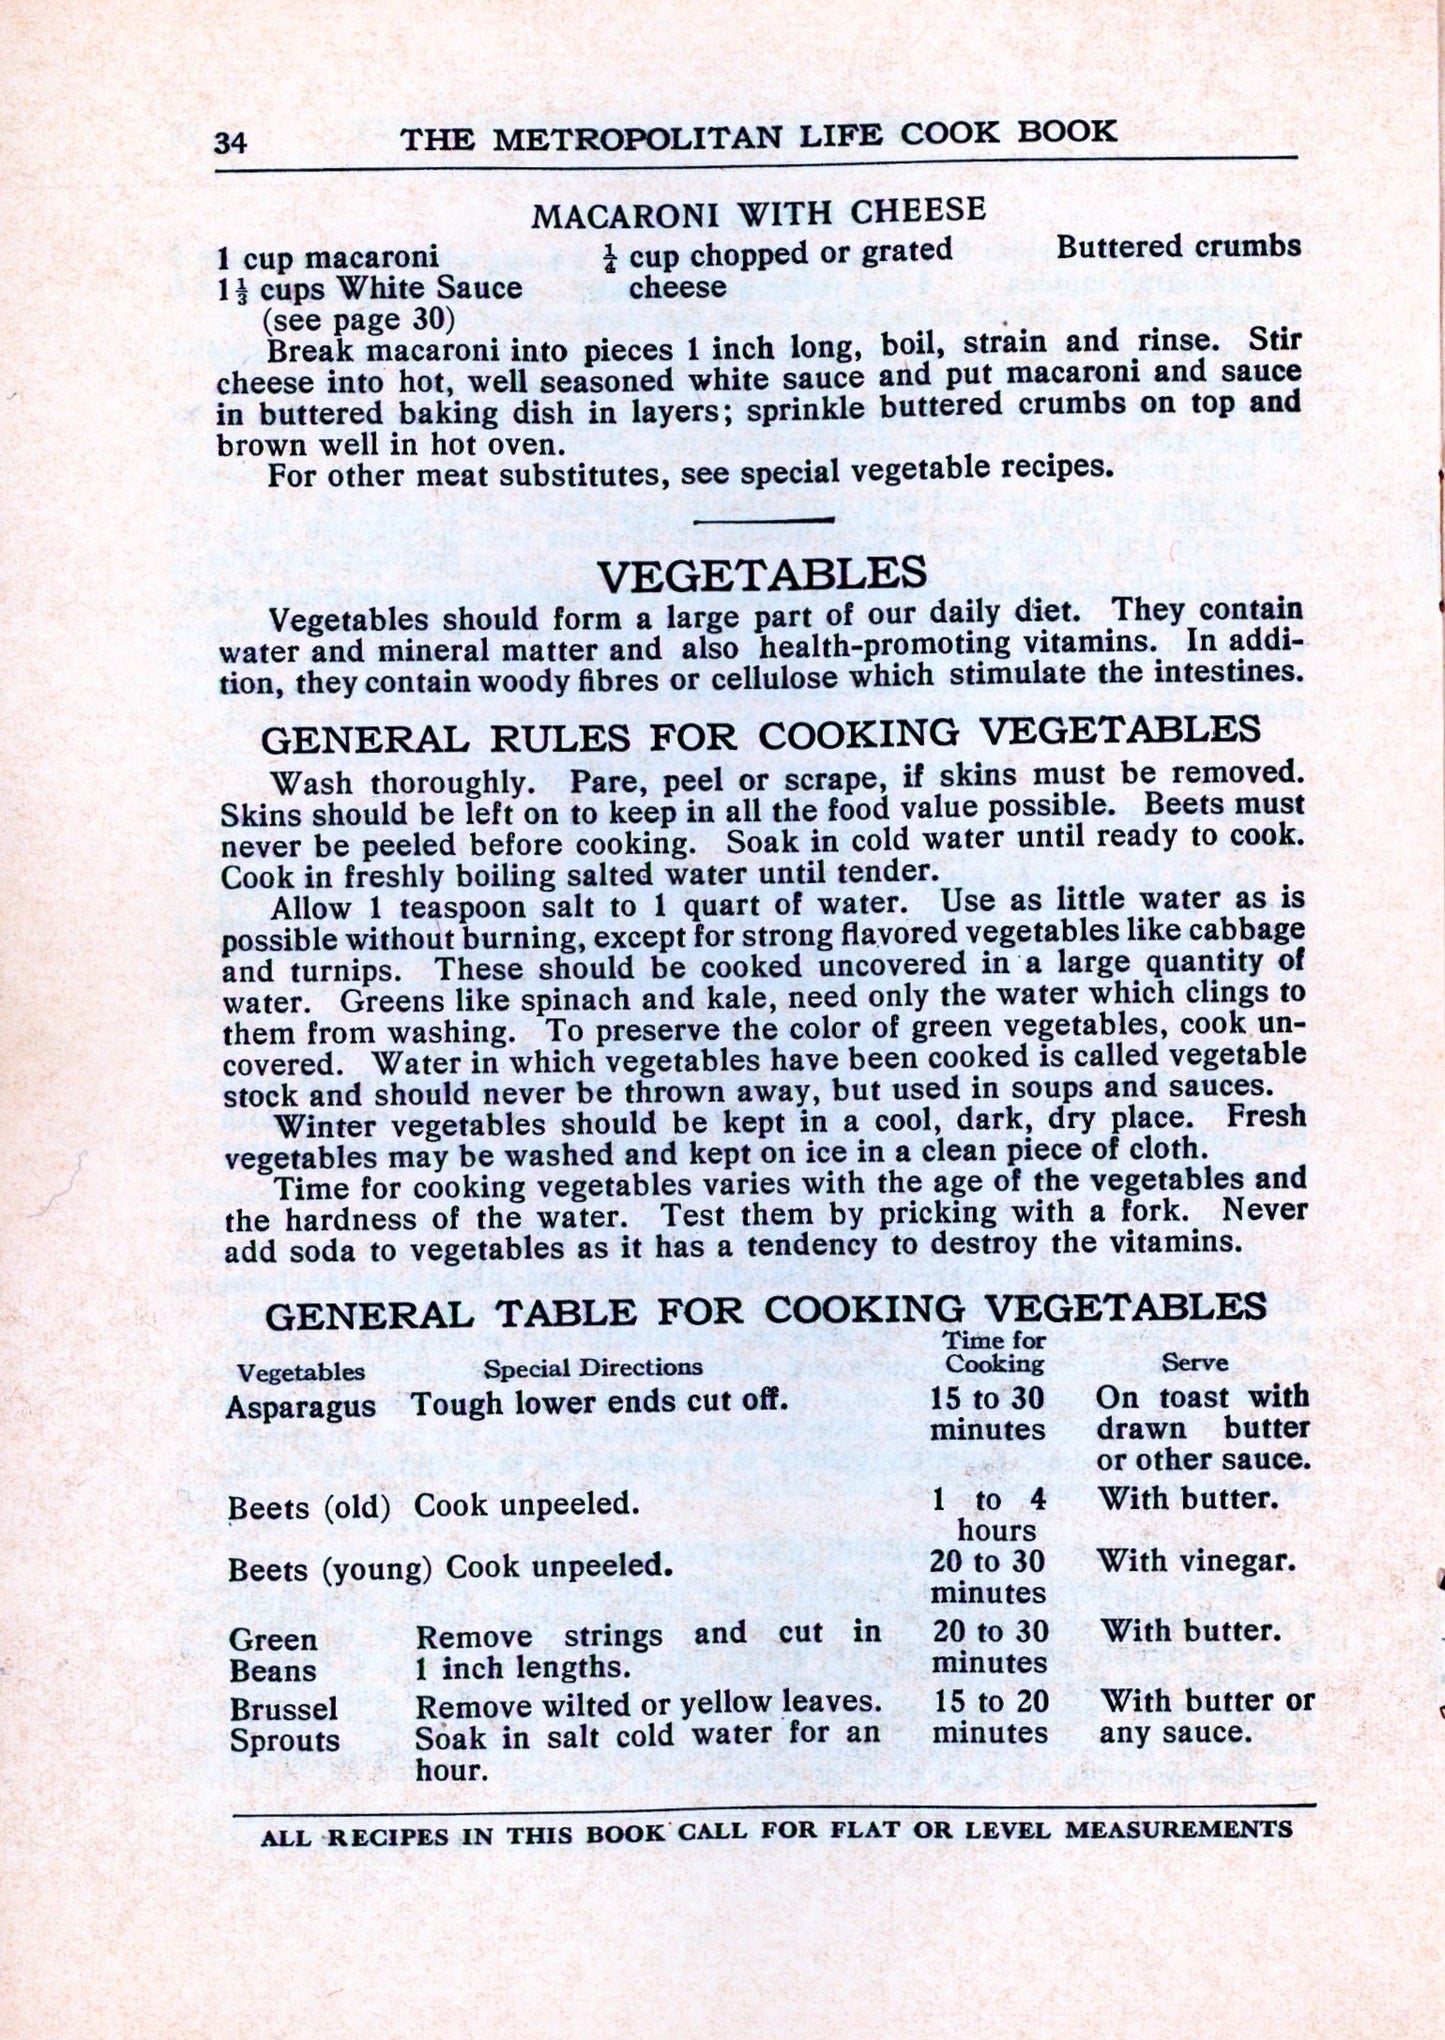 34 THE METROPOLITAN LIFE COOK BOOK
MACARONI WITH CHEESE
1 cup macaroni ¼ cup chopped or grated Buttered crumbs
1⅓ cups White Sauce cheese
(see page 30)
Break macaroni into pieces 1 inch long, boil, strain and rinse. Stir
cheese into hot, well seasoned white sauce and put macaroni and sauce
in buttered baking dish in layers; sprinkle buttered crumbs on top and
brown well in hot oven.
For other meat substitutes, see special vegetable recipes.
VEGETABLES
Vegetables should form a large part of our daily diet. They contain
water and mineral matter and also health-promoting vitamins. In addi-
tion, they contain woody fibres or cellulose which stimulate the intestines.
GENERAL RULES FOR COOKING VEGETABLES
Wash thoroughly. Pare, peel or scrape, if skins must be removed.
Skins should be left on to keep in all the food value possible. Beets must
never be peeled before cooking. Soak in cold water until ready to cook.
Cook in freshly boiling salted water until tender.
Allow 1 teaspoon salt to 1 quart of water. Use as little water as is
possible without burning, except for strong flavored vegetables like cabbage
and turnips. These should be cooked uncovered in a large quantity of
water. Greens like spinach and kale, need only the water which clings to
them from washing. To preserve the color of green vegetables, cook un-
covered. Water in which vegetables have been cooked is called vegetable
stock and should never be thrown away, but used in soups and sauces.
Winter vegetables should be kept in a cool, dark, dry place. Fresh
vegetables may be washed and kept on ice in a clean piece of cloth.
Time for cooking vegetables varies with the age of the vegetables and
the hardness of the water. Test them by pricking with a fork. Never
add soda to vegetables as it has a tendency to destroy the vitamins.
GENERAL TABLE FOR COOKING VEGETABLES
Time for
Vegetables Special Directions Cooking Serve
Asparagus Tough lower ends cut off. 15 to 30 On toast with
minutes drawn butter
or other sauce.
Beets (old) Cook unpeeled. 1 to 4 With butter.
hours
Beets (young) Cook unpeeled. 20 to 30 With vinegar.
minutes
Green Remove strings and cut in 20 to 30 With butter.
Beans 1 inch lengths. minutes
Brussel Remove wilted or yellow leaves. 15 to 20 With butter or
Sprouts Soak in salt cold water for an minutes any sauce.
hour.
ALL RECIPES IN THIS BOOK CALL FOR FLAT OR LEVEL MEASUREMENTS